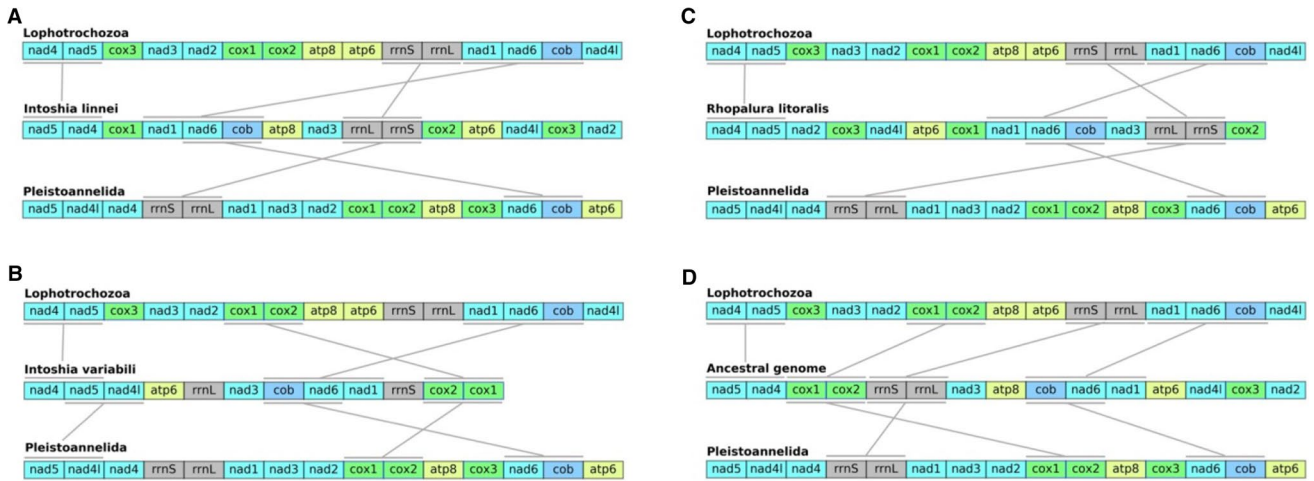 A
Lophotrochozoa
nad4 nad5 cox3 nad3 nad2 cox1 cox2 atp8 atp6 rrnS rrnL nad1 nad6 cob nad4l
Intoshia linnei
nad5 nad4 cox1 nad1 nad6 cob atp8 nad3 rrnL rrnS cox2 atp6 nad4l cox3 nad2
Pleistoannelida
nad5 nad4l nad4 rrnS rrnL nad1 nad3 nad2 cox1 cox2 atp8 cox3 nad6 cob atp6
B
Lophotrochozoa
nad4 nad5 cox3 nad3 nad2 cox1 cox2 atp8 atp6 rrnS rrnL nad1 nad6 cob nad4l
Intoshia variabili
nad4 nad5 nad4l atp6 rrnL nad3 cob nad6 nad1 rrnS cox2 cox1
Pleistoannelida
nad5 nad4l nad4 rrnS rrnL nad1 nad3 nad2 cox1 cox2 atp8 cox3 nad6 cob atp6
C
Lophotrochozoa
nad4 nad5 cox3 nad3 nad2 cox1 cox2 atp8 atp6 rrnS rrnL nad1 nad6 cob nad4l
Rhopalura litoralis
nad4 nad5 nad2 cox3 nad4l atp6 cox1 nad1 nad6 cob nad3 rrnL rrnS cox2
Pleistoannelida
nad5 nad4l nad4 rrnS rrnL nad1 nad3 nad2 cox1 cox2 atp8 cox3 nad6 cob atp6
D
Lophotrochozoa
nad4 nad5 cox3 nad3 nad2 cox1 cox2 atp8 atp6 rrnS rrnL nad1 nad6 cob nad4l
Ancestral genome
nad5 nad4 cox1 cox2 rrnS rrnL nad3 atp8 cob nad6 nad1 atp6 nad4l cox3 nad2
Pleistoannelida
nad5 nad4l nad4 rrnS rrnL nad1 nad3 nad2 cox1 cox2 atp8 cox3 nad6 cob atp6